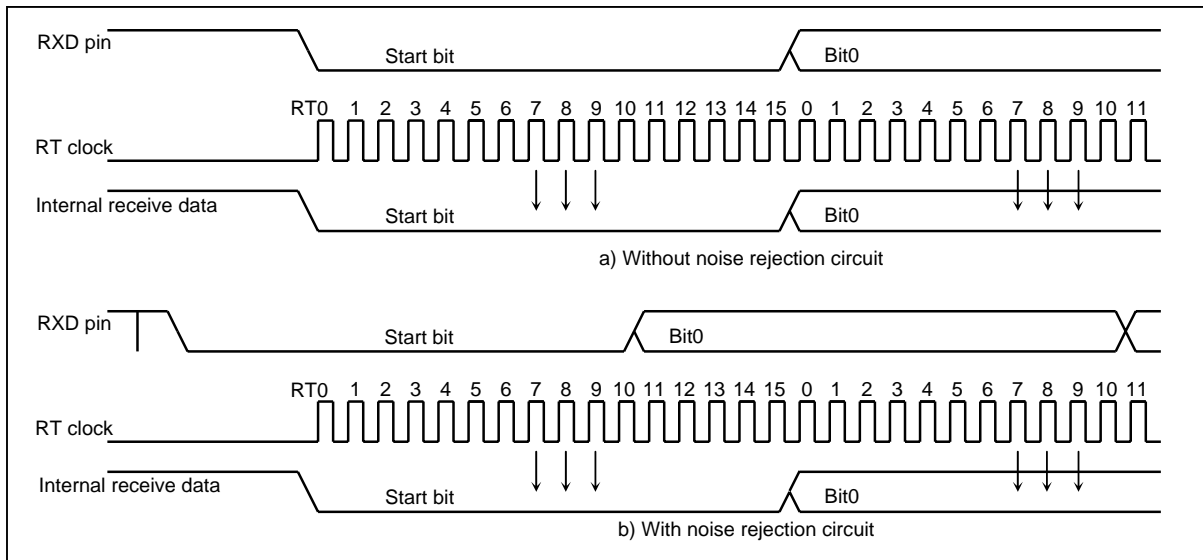 RXD pin
Start bit
Bit0
RT0 1 2 3 4 5 6 7 8 9 10 11 12 13 14 15 0 1 2 3 4 5 6 7 8 9 10 11
RT clock
Internal receive data
Start bit
Bit0
a) Without noise rejection circuit
RXD pin
Start bit
Bit0
RT0 1 2 3 4 5 6 7 8 9 10 11 12 13 14 15 0 1 2 3 4 5 6 7 8 9 10 11
RT clock
Internal receive data
Start bit
Bit0
b) With noise rejection circuit